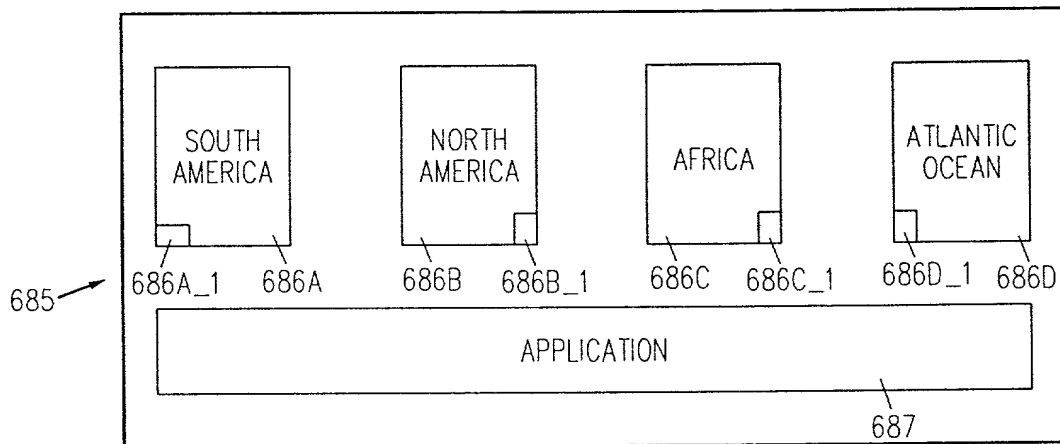 SOUTH
AMERICA
NORTH
AMERICA
AFRICA
ATLANTIC
OCEAN
686A_1
686A
686B
686B_1
686C
686C_1
686D_1
686D
685
APPLICATION
687